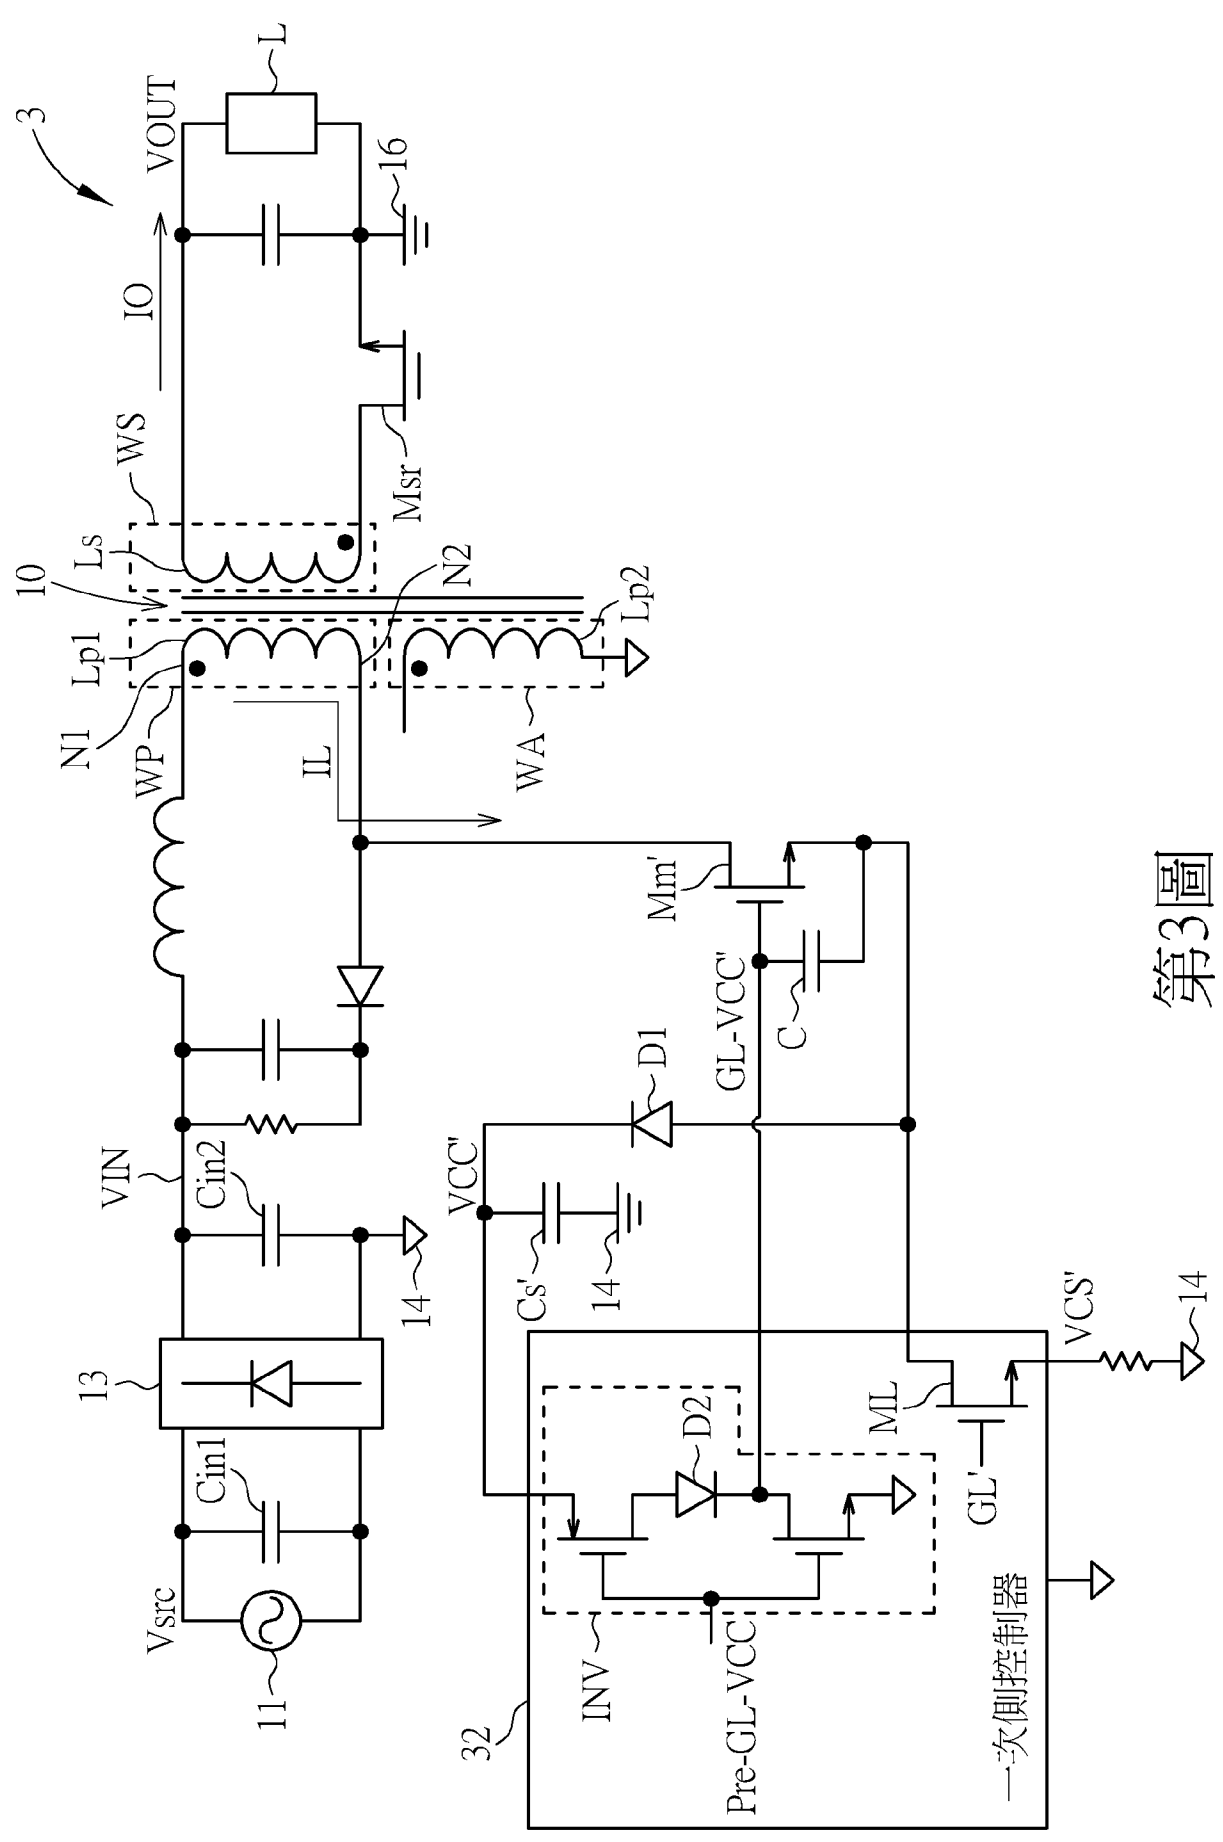 3
IO
VOUT
L
16
WS
Ls
10
Msr
N2
Lp1
Lp2
N1
WP
WA
IL
VIN
Cin2
14
13
Cin1
Vsrc
11
Mm'
GL-VCC'
C
D1
VCC'
Cs'
14
VCS'
14
ML
GL'
D2
INV
Pre-GL-VCC
32
一次側控制器
第3圖